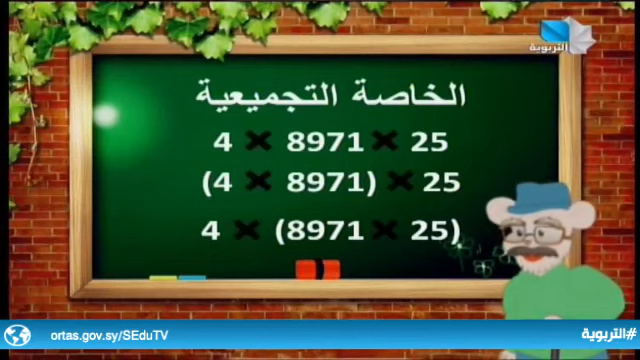 التربوية
الخاصة التجميعية
4 × 8971 × 25
(4 × 8971) × 25
4 × (8971 × 25)
ortas.gov.sy/SEduTV
#التربوية